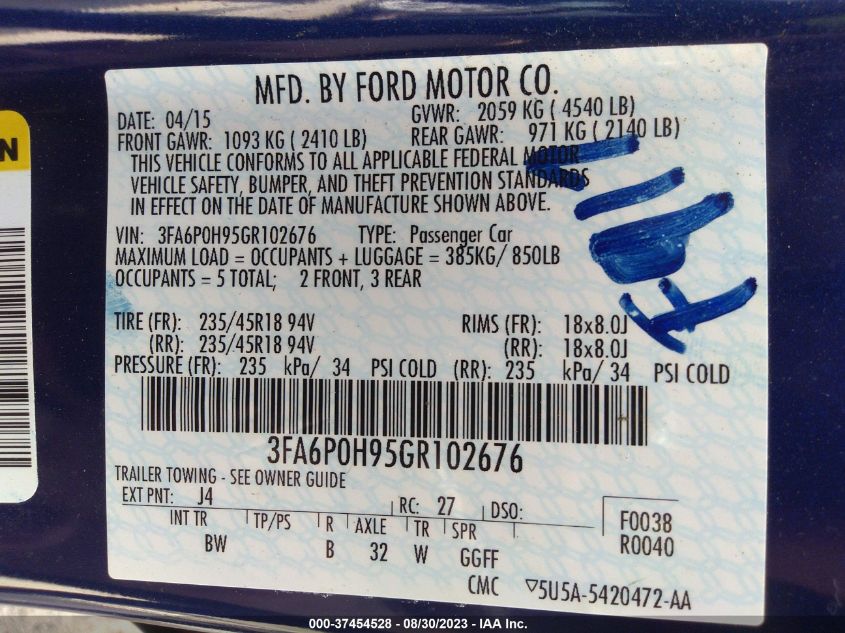 MFD. BY FORD MOTOR CO.
DATE: 04/15
GVWR: 2059 KG ( 4540 LB)
FRONT GAWR: 1093 KG ( 2410 LB)
REAR GAWR: 971 KG ( 2140 LB)
THIS VEHICLE CONFORMS TO ALL APPLICABLE FEDERAL MOTOR
VEHICLE SAFETY, BUMPER, AND THEFT PREVENTION STANDARDS
IN EFFECT ON THE DATE OF MANUFACTURE SHOWN ABOVE.
VIN: 3FA6P0H95GR102676 TYPE: Passenger Car
MAXIMUM LOAD = OCCUPANTS + LUGGAGE = 385KG/ 850LB
OCCUPANTS = 5 TOTAL; 2 FRONT, 3 REAR
TIRE (FR): 235/45R18 94V RIMS (FR): 18x8.0J
(RR): 235/45R18 94V (RR): 18x8.0J
PRESSURE (FR): 235 kPa/ 34 PSI COLD (RR): 235 kPa/ 34 PSI COLD
3FA6P0H95GR102676
TRAILER TOWING - SEE OWNER GUIDE
EXT PNT: J4 RC: 27 DSO:
INT TR TP/PS R AXLE TR SPR
BW B 32 W GGFF
F0038
R0040
CMC ▽5U5A-5420472-AA
N
000-37454528 - 08/30/2023 - IAA Inc.